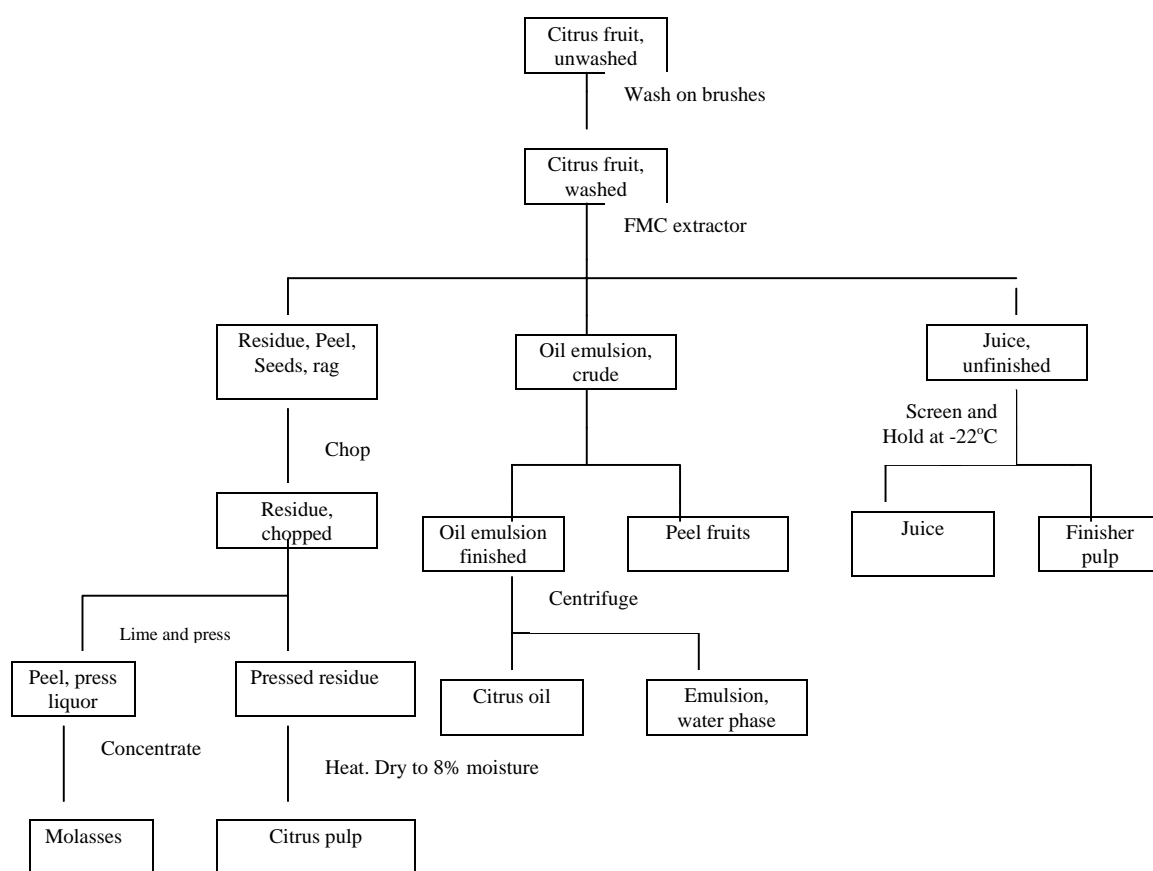 Citrus fruit,
unwashed
Wash on brushes
Citrus fruit,
washed
FMC extractor
Residue, Peel,
Seeds, rag
Oil emulsion,
crude
Juice,
unfinished
Screen and
Hold at -22°C
Chop
Residue,
chopped
Oil emulsion
finished
Peel fruits
Juice
Finisher
pulp
Centrifuge
Lime and press
Peel, press
liquor
Pressed residue
Citrus oil
Emulsion,
water phase
Concentrate
Heat. Dry to 8% moisture
Molasses
Citrus pulp